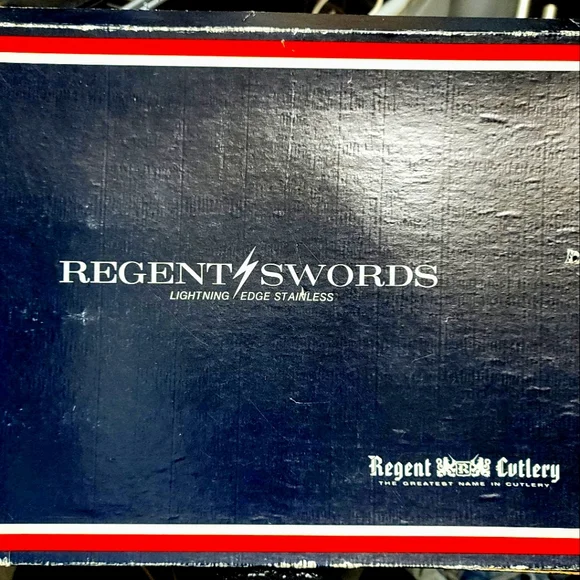 REGENT SWORDS
LIGHTNING EDGE STAINLESS
Regent R Cutlery
THE GREATEST NAME IN CUTLERY